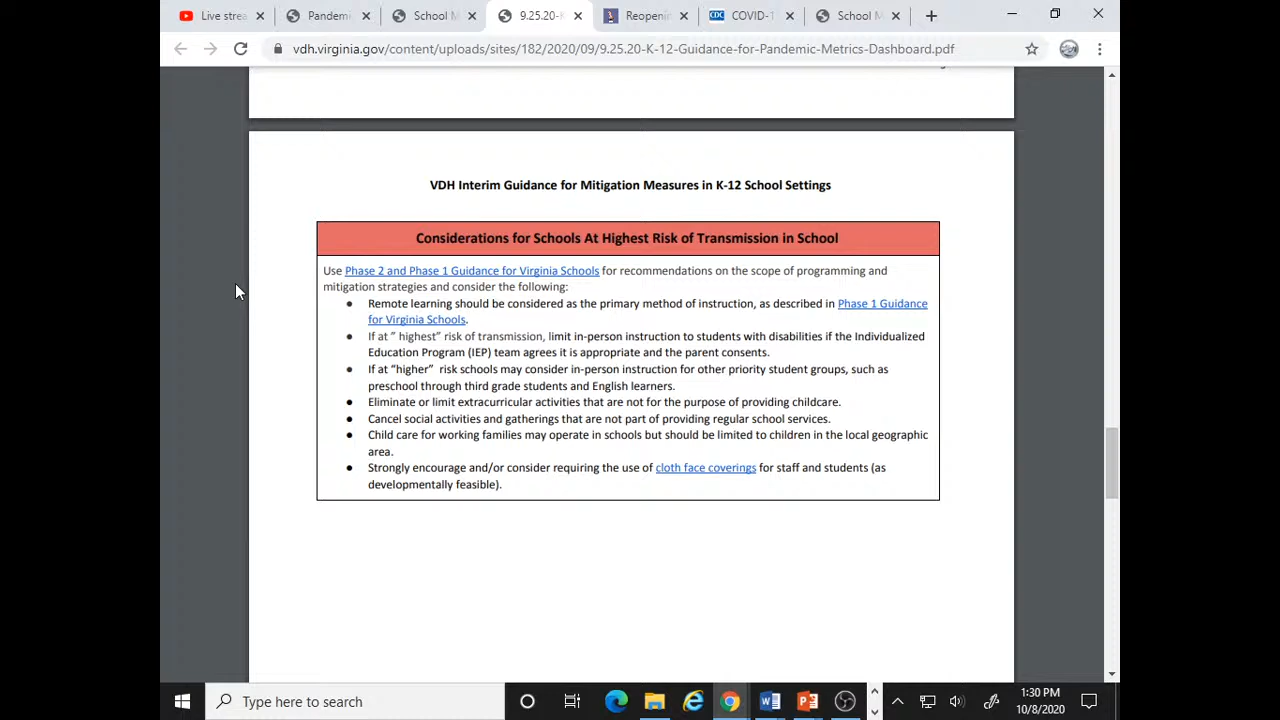 Live strea
Pandemi
School M
9.25.20-K
Reopenin
COVID-1
School M
vdh.virginia.gov/content/uploads/sites/182/2020/09/9.25.20-K-12-Guidance-for-Pandemic-Metrics-Dashboard.pdf
VDH Interim Guidance for Mitigation Measures in K-12 School Settings
Considerations for Schools At Highest Risk of Transmission in School
Use Phase 2 and Phase 1 Guidance for Virginia Schools for recommendations on the scope of programming and
mitigation strategies and consider the following:
● Remote learning should be considered as the primary method of instruction, as described in Phase 1 Guidance
for Virginia Schools.
● If at " highest" risk of transmission, limit in-person instruction to students with disabilities if the Individualized
Education Program (IEP) team agrees it is appropriate and the parent consents.
● If at "higher" risk schools may consider in-person instruction for other priority student groups, such as
preschool through third grade students and English learners.
● Eliminate or limit extracurricular activities that are not for the purpose of providing childcare.
● Cancel social activities and gatherings that are not part of providing regular school services.
● Child care for working families may operate in schools but should be limited to children in the local geographic
area.
● Strongly encourage and/or consider requiring the use of cloth face coverings for staff and students (as
developmentally feasible).
Type here to search
1:30 PM
10/8/2020